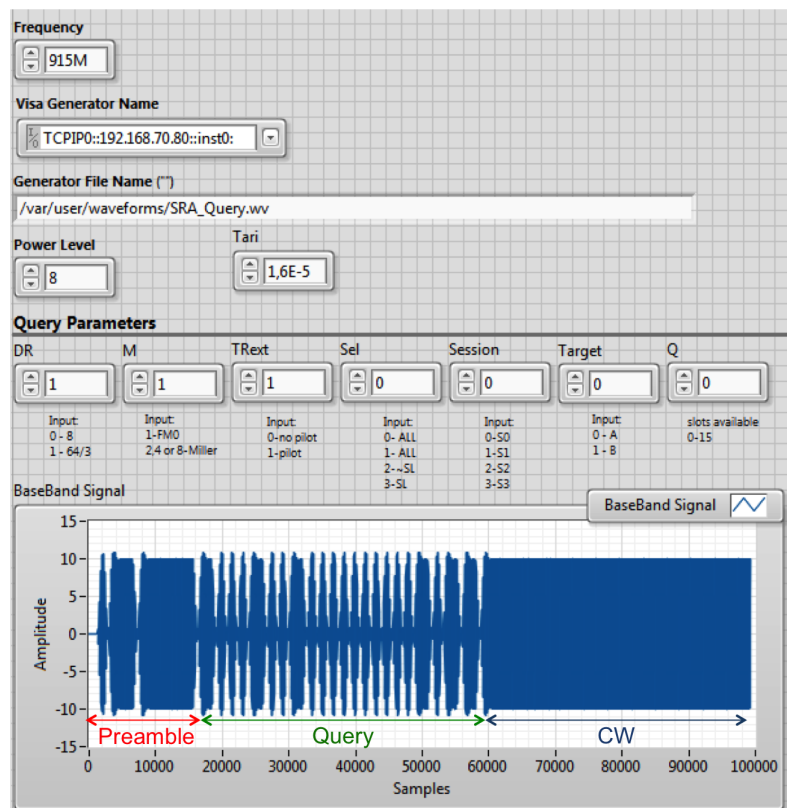 Frequency
915M
Visa Generator Name
I/O TCPIP0::192.168.70.80::inst0:
Generator File Name ("")
/var/user/waveforms/SRA_Query.wv
Power Level
Tari
8
1,6E-5
Query Parameters
DR M TRext Sel Session Target Q
1 1 1 0 0 0 0
Input: Input: Input: Input: Input: Input: slots available
0 - 8 1-FM0 0-no pilot 0- ALL 0-S0 0 - A 0-15
1 - 64/3 2,4 or 8-Miller 1-pilot 1- ALL 1-S1 1 - B
2-~SL 2-S2
3-SL 3-S3
BaseBand Signal
BaseBand Signal
15
10
5
0
-5
-10
-15
Amplitude
Preamble Query CW
0 10000 20000 30000 40000 50000 60000 70000 80000 90000 100000
Samples